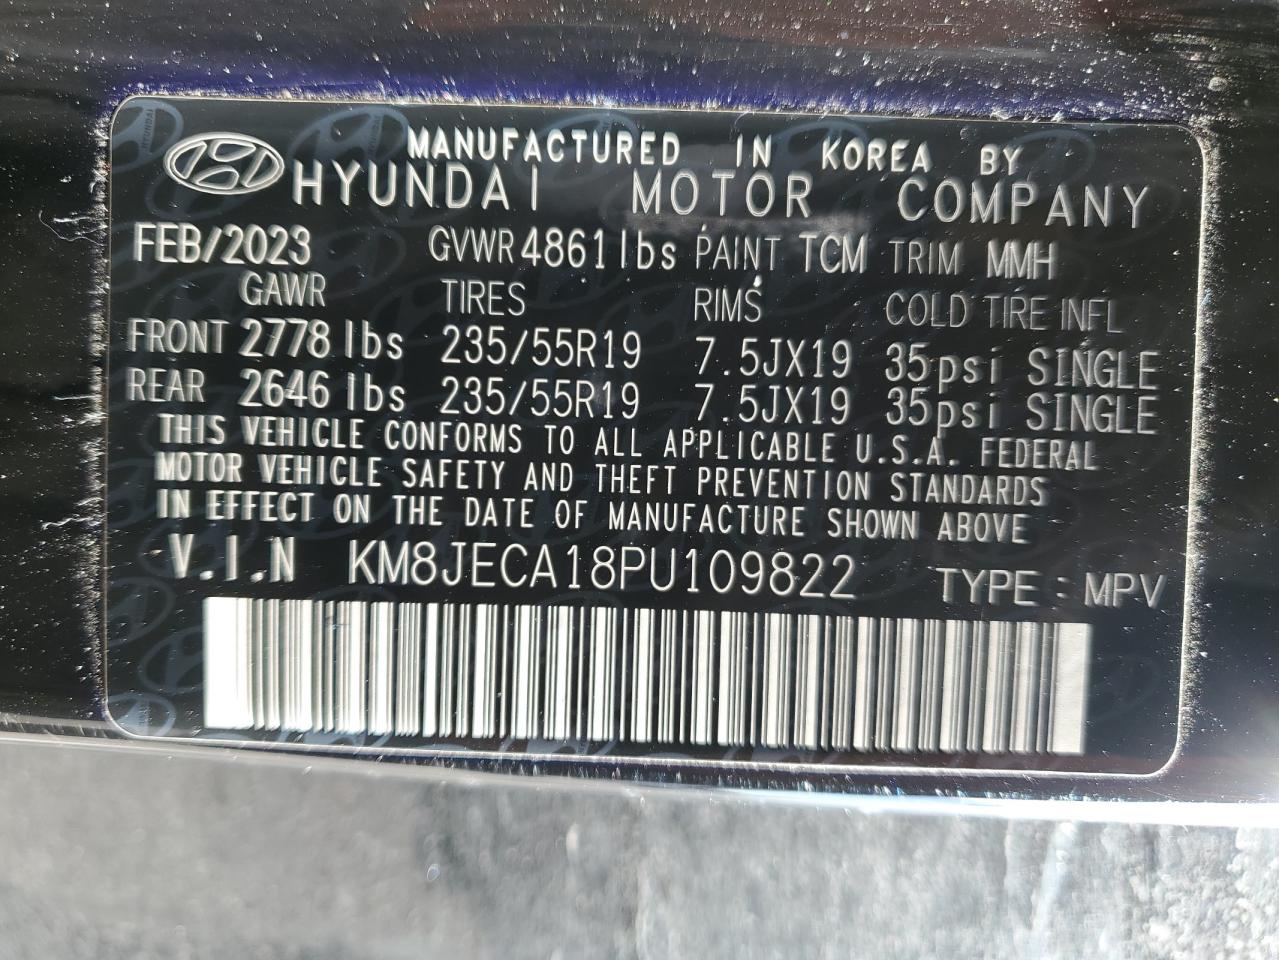 MANUFACTURED IN KOREA BY
HYUNDAI MOTOR COMPANY
FEB/2023 GVWR 4861 lbs PAINT TCM TRIM MMH
GAWR TIRES RIMS COLD TIRE INFL
FRONT 2778 lbs 235/55R19 7.5JX19 35psi SINGLE
REAR 2646 lbs 235/55R19 7.5JX19 35psi SINGLE
THIS VEHICLE CONFORMS TO ALL APPLICABLE U.S.A. FEDERAL
MOTOR VEHICLE SAFETY AND THEFT PREVENTION STANDARDS
IN EFFECT ON THE DATE OF MANUFACTURE SHOWN ABOVE
V.I.N KM8JECA18PU109822 TYPE : MPV